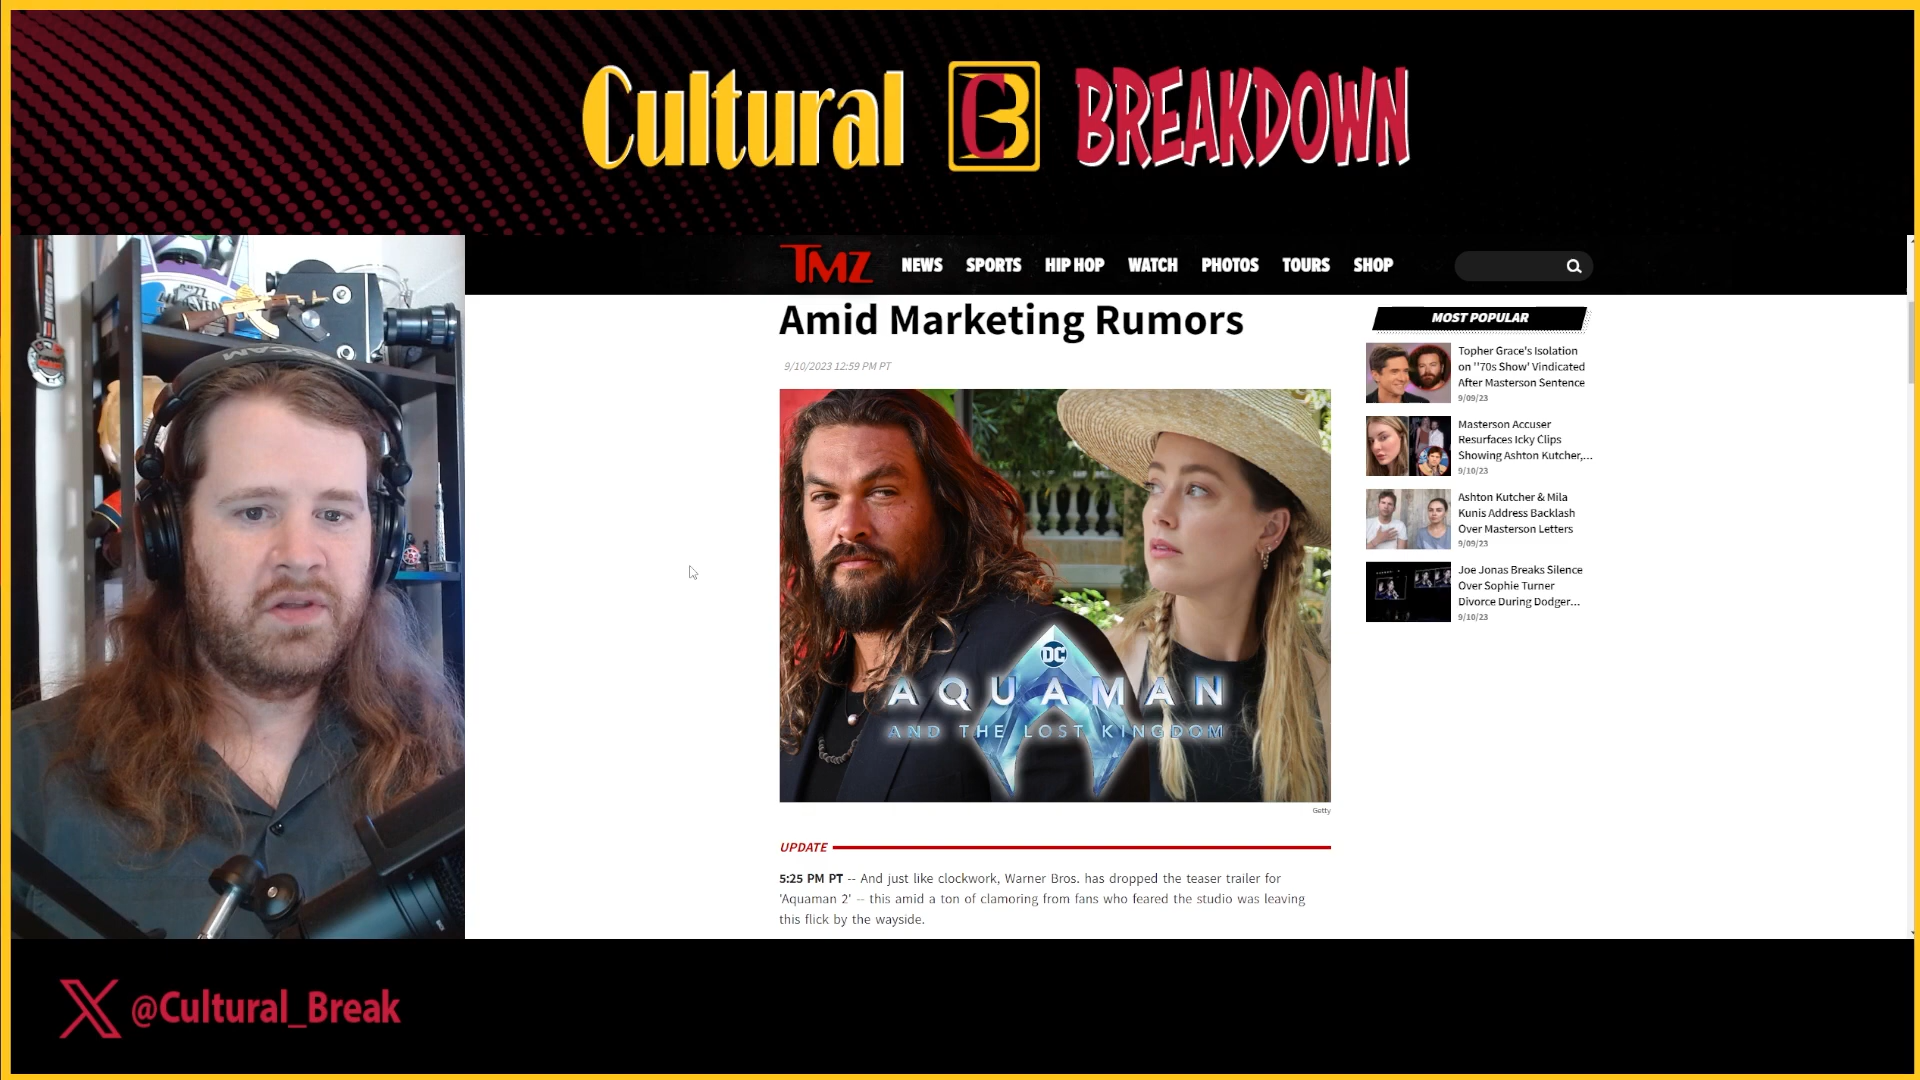 Cultural CB BREAKDOWN
TMZ NEWS SPORTS HIP HOP WATCH PHOTOS TOURS SHOP
Amid Marketing Rumors
9/10/2023 12:59 PM PT
DC
AQUAMAN
AND THE LOST KINGDOM
Getty
UPDATE
5:25 PM PT -- And just like clockwork, Warner Bros. has dropped the teaser trailer for
'Aquaman 2' -- this amid a ton of clamoring from fans who feared the studio was leaving
this flick by the wayside.
MOST POPULAR
Topher Grace's Isolation
on ''70s Show' Vindicated
After Masterson Sentence
9/09/23
Masterson Accuser
Resurfaces Icky Clips
Showing Ashton Kutcher,...
9/10/23
Ashton Kutcher & Mila
Kunis Address Backlash
Over Masterson Letters
9/09/23
Joe Jonas Breaks Silence
Over Sophie Turner
Divorce During Dodger...
9/10/23
X @Cultural_Break